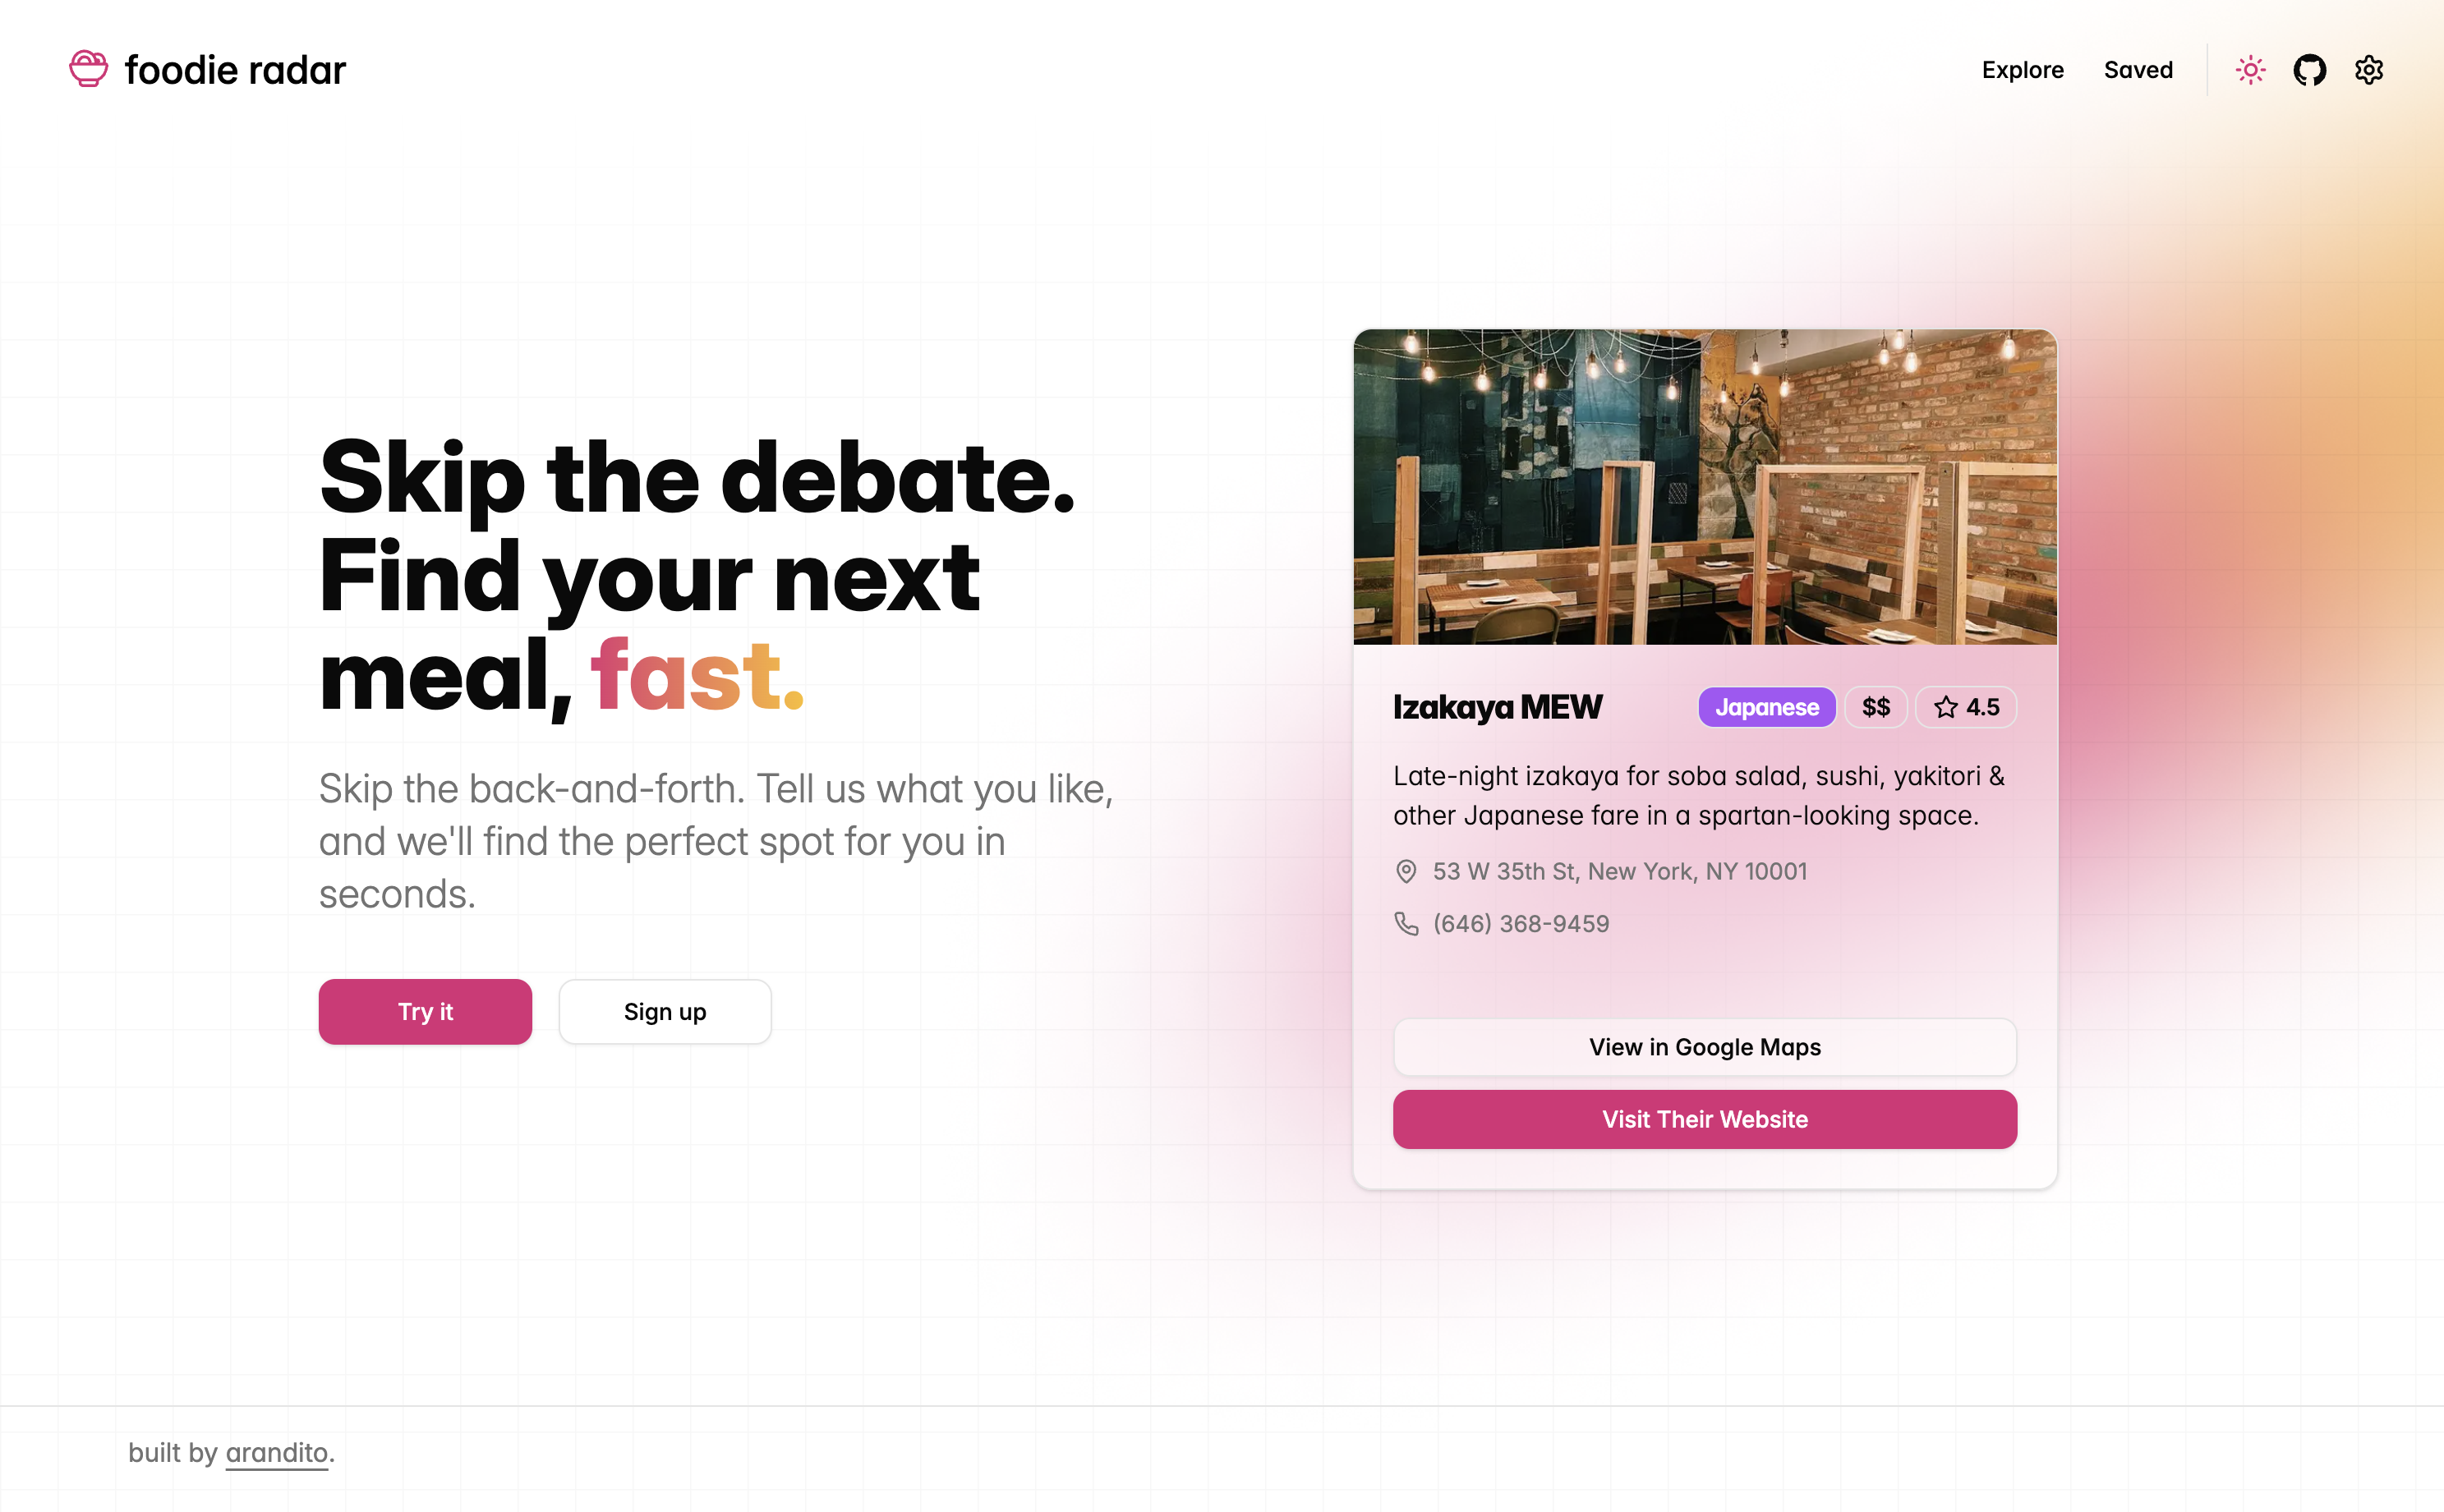 foodie radar
Explore
Saved
Skip the debate.
Find your next
meal, fast.
Skip the back-and-forth. Tell us what you like,
and we'll find the perfect spot for you in
seconds.
Try it
Sign up
Izakaya MEW
Japanese
$$
4.5
Late-night izakaya for soba salad, sushi, yakitori &
other Japanese fare in a spartan-looking space.
53 W 35th St, New York, NY 10001
(646) 368-9459
View in Google Maps
Visit Their Website
built by arandito.